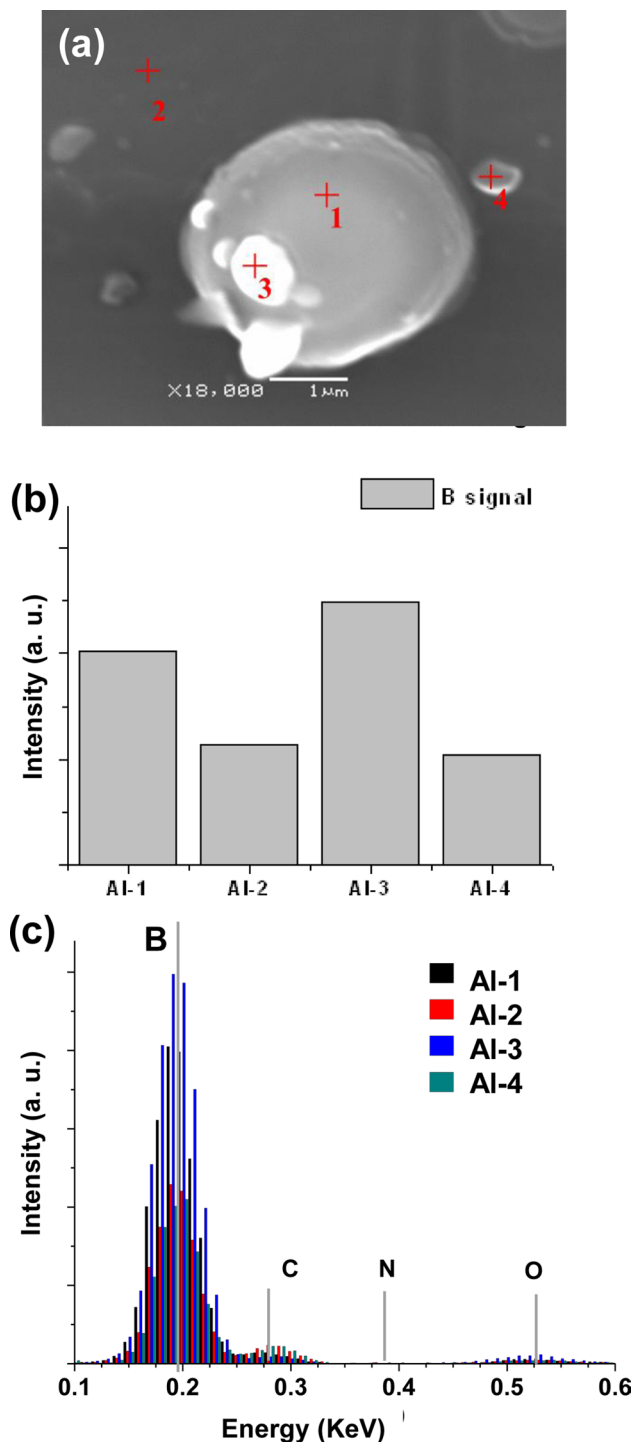 (a)
2
1
4
3
X18,000 1μm
(b)
B signal
Intensity (a. u.)
Al-1 Al-2 Al-3 Al-4
(c)
B
Al-1
Al-2
Al-3
Al-4
Intensity (a. u.)
C N O
0.1 0.2 0.3 0.4 0.5 0.6
Energy (KeV)